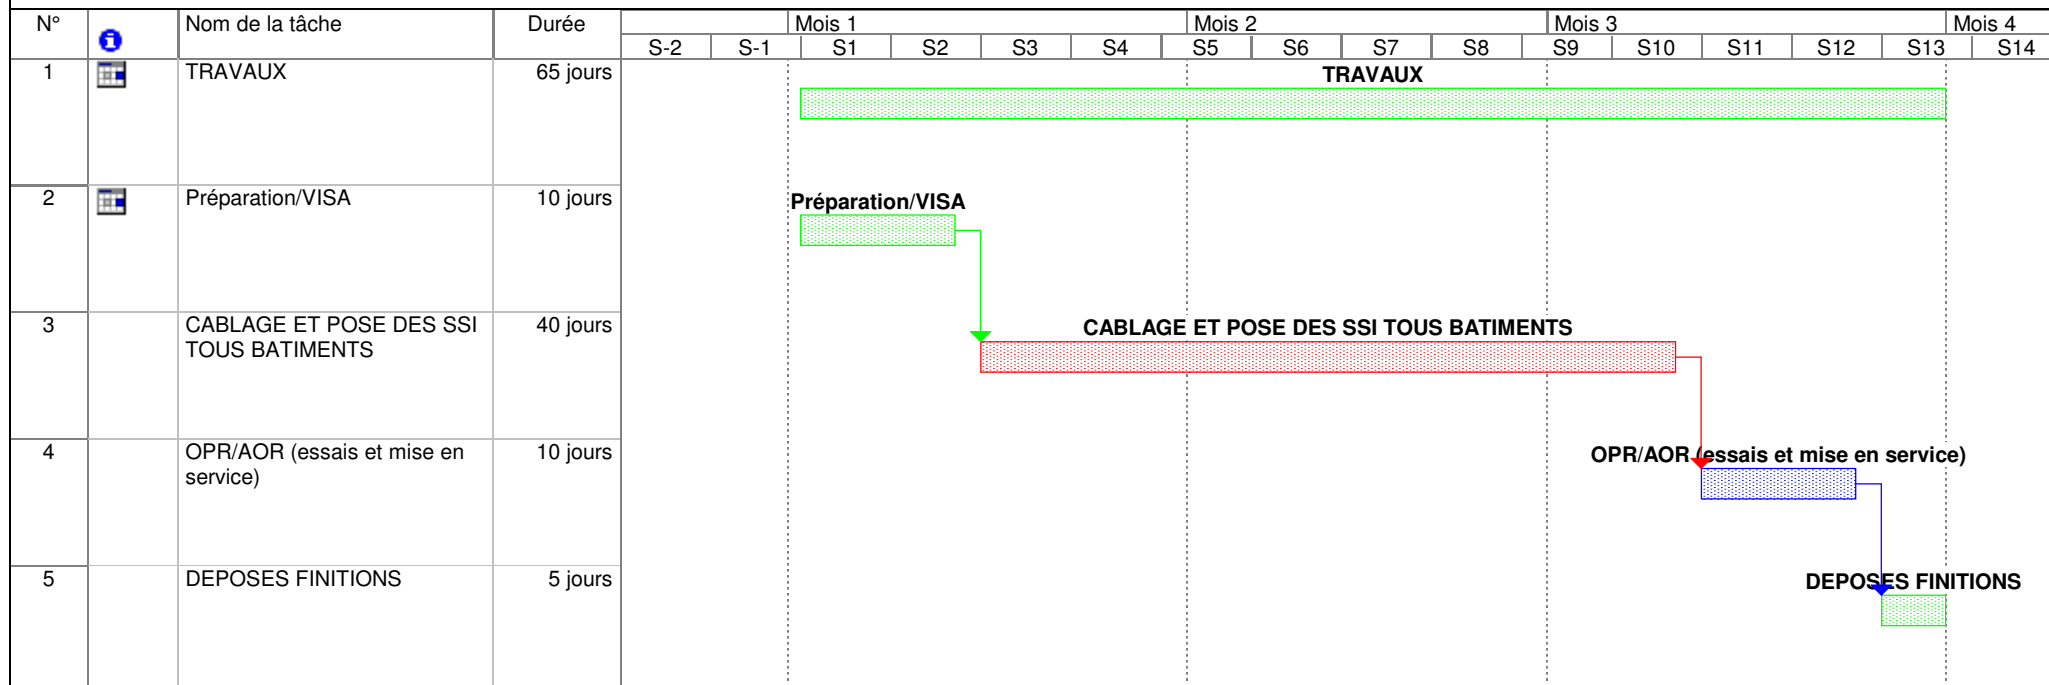 N° Nom de la tâche Durée Mois 1 Mois 2 Mois 3 Mois 4
S-2 S-1 S1 S2 S3 S4 S5 S6 S7 S8 S9 S10 S11 S12 S13 S14
1 TRAVAUX 65 jours TRAVAUX
2 Préparation/VISA 10 jours Préparation/VISA
3 CABLAGE ET POSE DES SSI 40 jours CABLAGE ET POSE DES SSI TOUS BATIMENTS
TOUS BATIMENTS
4 OPR/AOR (essais et mise en 10 jours OPR/AOR (essais et mise en service)
service)
5 DEPOSES FINITIONS 5 jours DEPOSES FINITIONS